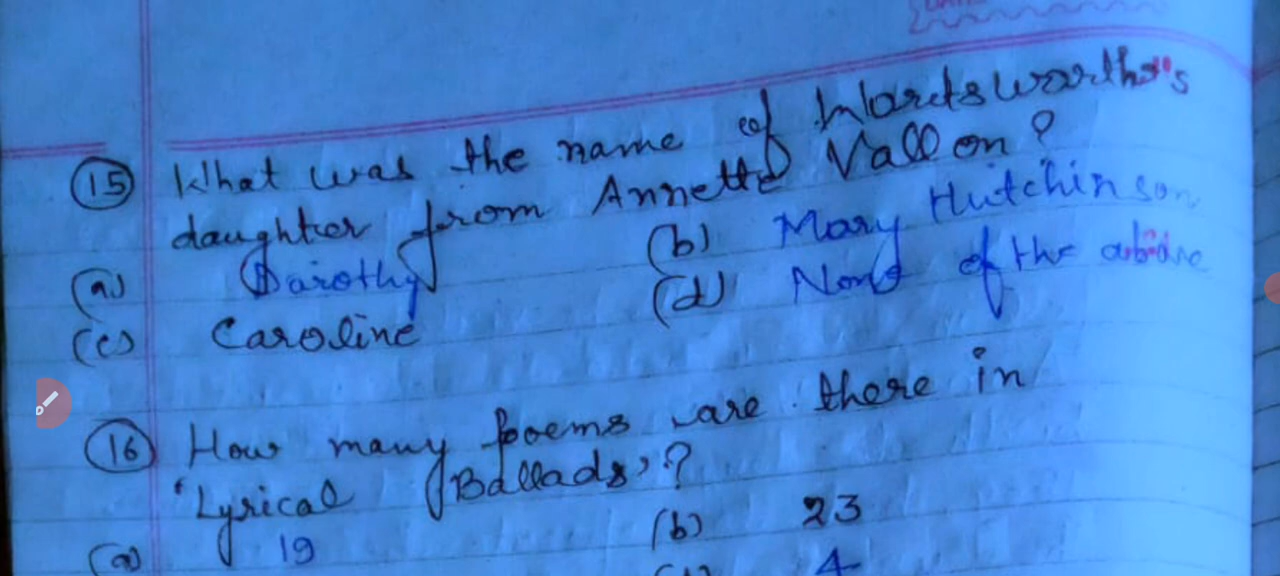 (15) What was the name of Wordsworth's
daughter from Annette Vallon?
(a) Dorothy (b) Mary Hutchinson
(c) Caroline (d) None of the above
(16) How many poems are there in
'Lyrical Ballads'?
(a) 19 (b) 23
4